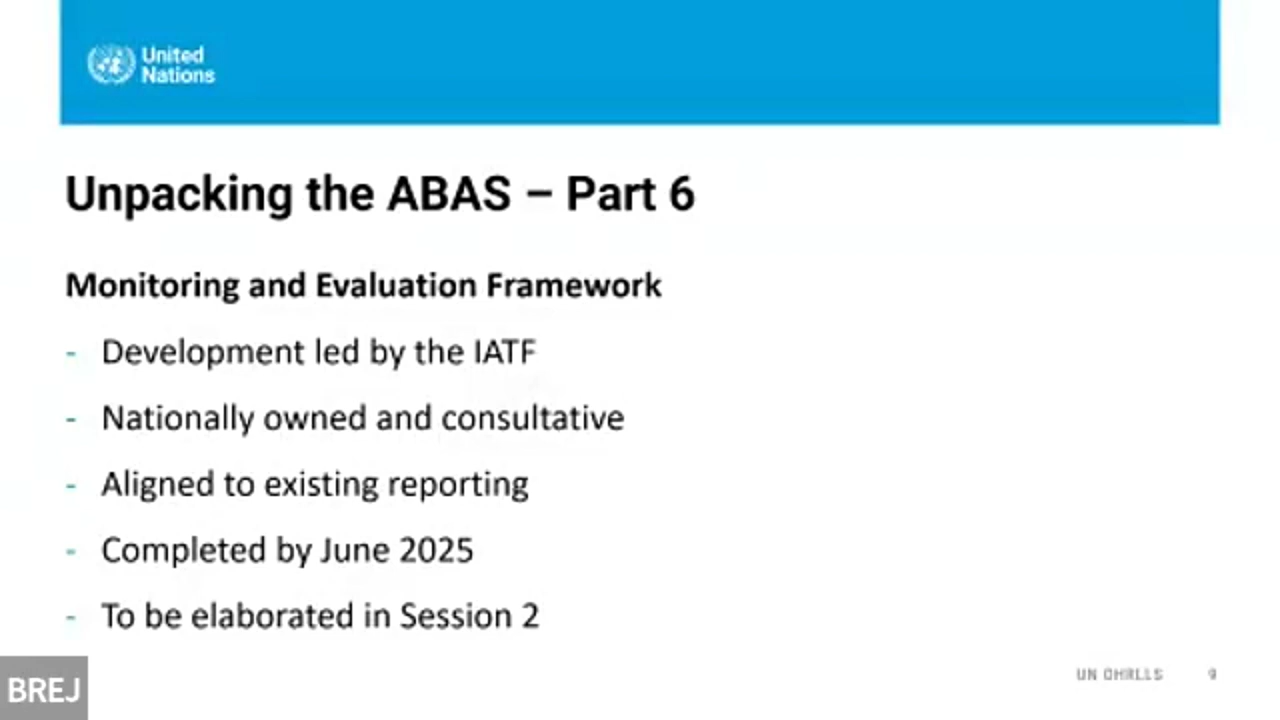 United
Nations
Unpacking the ABAS – Part 6
Monitoring and Evaluation Framework
- Development led by the IATF
- Nationally owned and consultative
- Aligned to existing reporting
- Completed by June 2025
- To be elaborated in Session 2
UN OHRLLS 9
BREJ